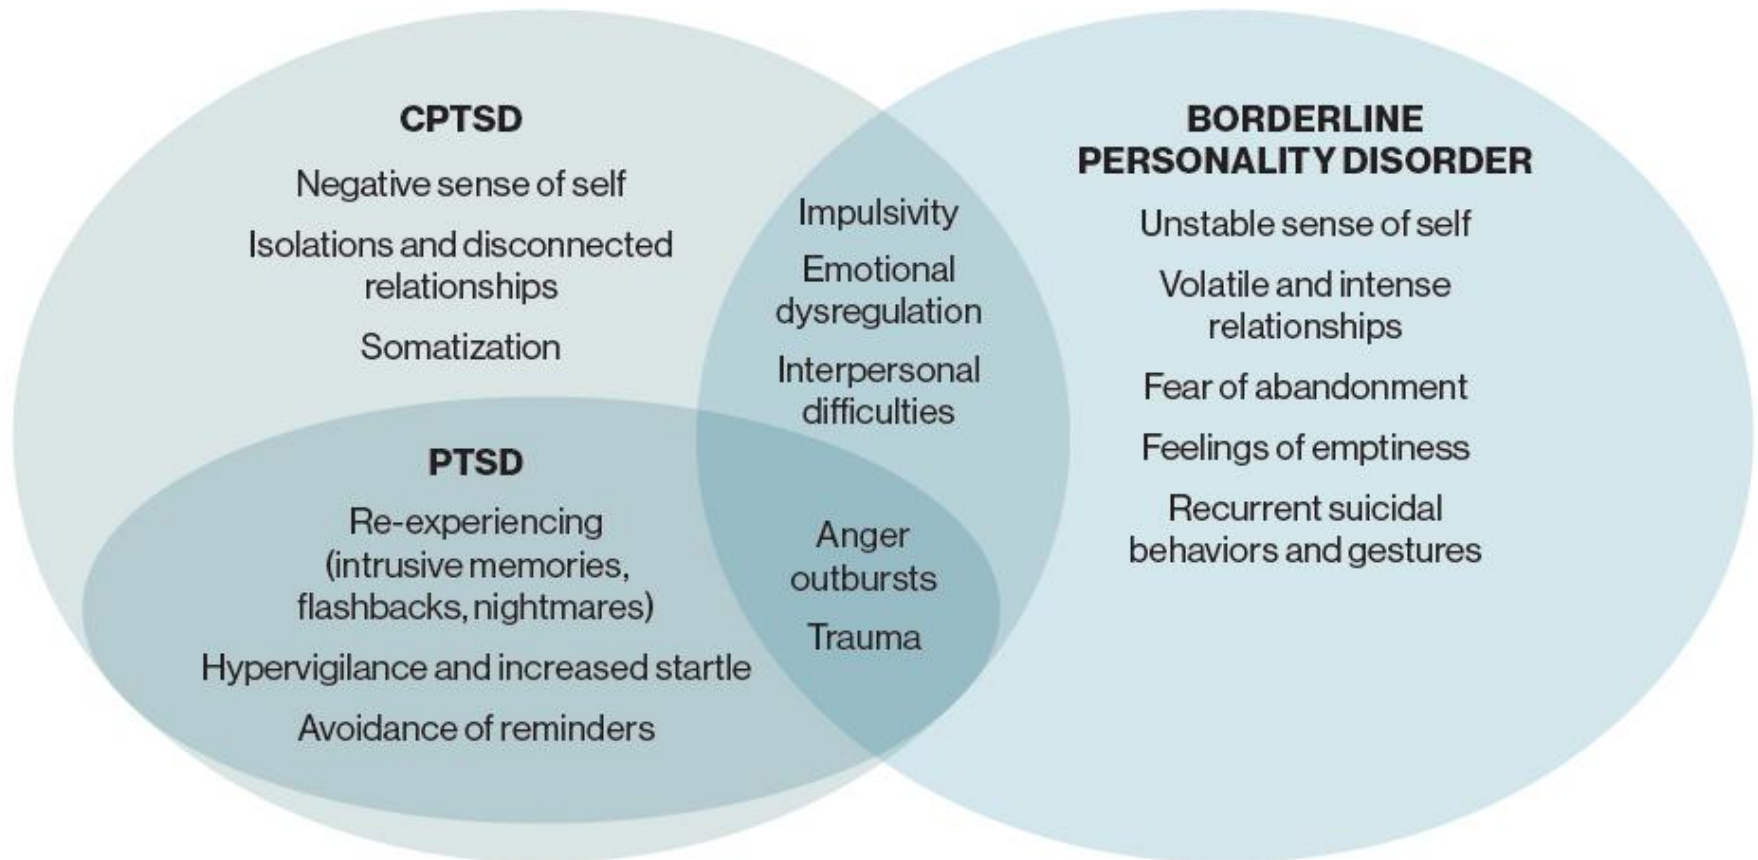 CPTSD
Negative sense of self
Isolations and disconnected
relationships
Somatization
PTSD
Re-experiencing
(intrusive memories,
flashbacks, nightmares)
Hypervigilance and increased startle
Avoidance of reminders
Impulsivity
Emotional
dysregulation
Interpersonal
difficulties
Anger
outbursts
Trauma
BORDERLINE
PERSONALITY DISORDER
Unstable sense of self
Volatile and intense
relationships
Fear of abandonment
Feelings of emptiness
Recurrent suicidal
behaviors and gestures